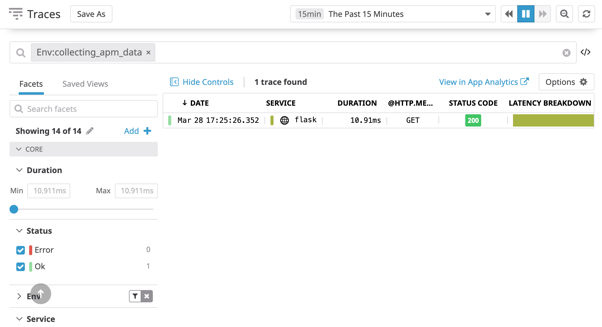 Traces
Save As
15min The Past 15 Minutes
Env:collecting_apm_data ×
</>
Facets
Saved Views
Hide Controls
1 trace found
View in App Analytics
Options
Search facets
Showing 14 of 14
Add +
↓ DATE SERVICE DURATION @HTTP.ME... STATUS CODE LATENCY BREAKDOWN
Mar 28 17:25:26.352 flask 10.91ms GET 200
CORE
Duration
Min 10.911ms Max 10.911ms
Status
Error 0
Ok 1
Service